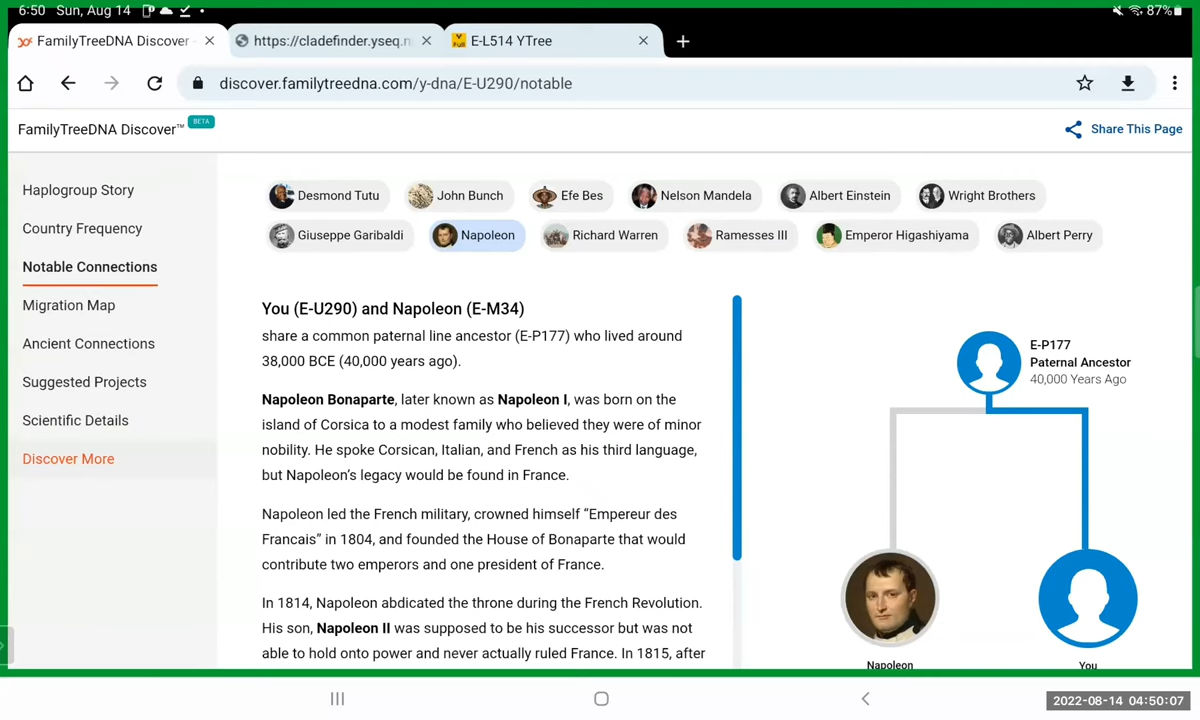 6:50 Sun, Aug 14
87%
FamilyTreeDNA Discover
https://cladefinder.yseq.n
E-L514 YTree
discover.familytreedna.com/y-dna/E-U290/notable
FamilyTreeDNA Discover™ BETA
Share This Page
Haplogroup Story
Country Frequency
Notable Connections
Migration Map
Ancient Connections
Suggested Projects
Scientific Details
Discover More
Desmond Tutu
John Bunch
Efe Bes
Nelson Mandela
Albert Einstein
Wright Brothers
Giuseppe Garibaldi
Napoleon
Richard Warren
Ramesses III
Emperor Higashiyama
Albert Perry
You (E-U290) and Napoleon (E-M34)
share a common paternal line ancestor (E-P177) who lived around
38,000 BCE (40,000 years ago).
Napoleon Bonaparte, later known as Napoleon I, was born on the
island of Corsica to a modest family who believed they were of minor
nobility. He spoke Corsican, Italian, and French as his third language,
but Napoleon’s legacy would be found in France.
Napoleon led the French military, crowned himself “Empereur des
Francais” in 1804, and founded the House of Bonaparte that would
contribute two emperors and one president of France.
In 1814, Napoleon abdicated the throne during the French Revolution.
His son, Napoleon II was supposed to be his successor but was not
able to hold onto power and never actually ruled France. In 1815, after
E-P177
Paternal Ancestor
40,000 Years Ago
Napoleon
You
2022-08-14 04:50:07